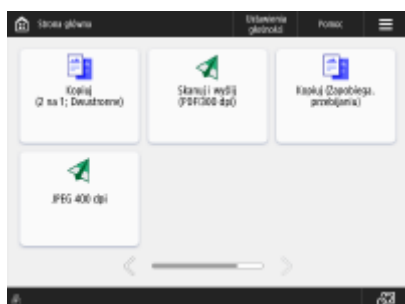 Strona główna
Ustawienia
głośności
Pomoc
Kopiuj
(2 na 1; Dwustronne)
Skanuj i wyślij
(PDF/300 dpi)
Kopiuj (Zapobiega.
przebijaniu)
JPEG 400 dpi